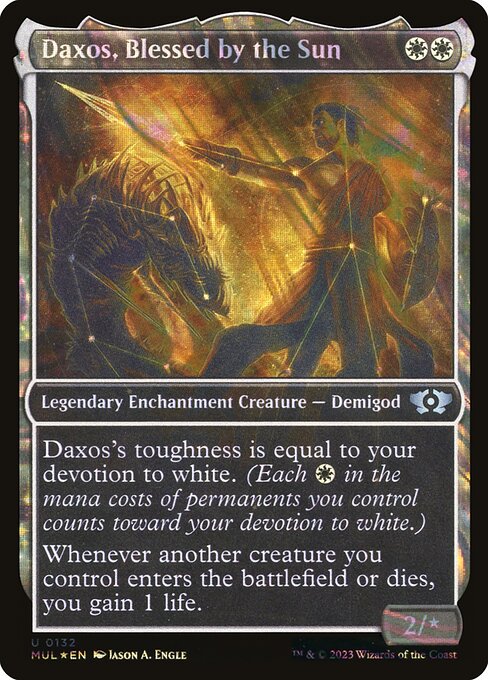 Daxos, Blessed by the Sun
Legendary Enchantment Creature — Demigod
Daxos's toughness is equal to your
devotion to white. (Each in the
mana costs of permanents you control
counts toward your devotion to white.)
Whenever another creature you
control enters the battlefield or dies,
you gain 1 life.
2/*
U 0132
MUL★EN Jason A. Engle
™ & © 2023 Wizards of the Coast